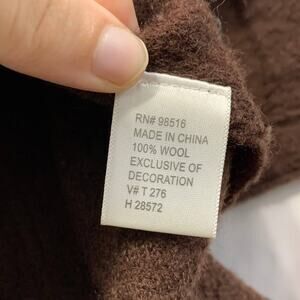 RN# 98516
MADE IN CHINA
100% WOOL
EXCLUSIVE OF
DECORATION
V# T 276
H 28572